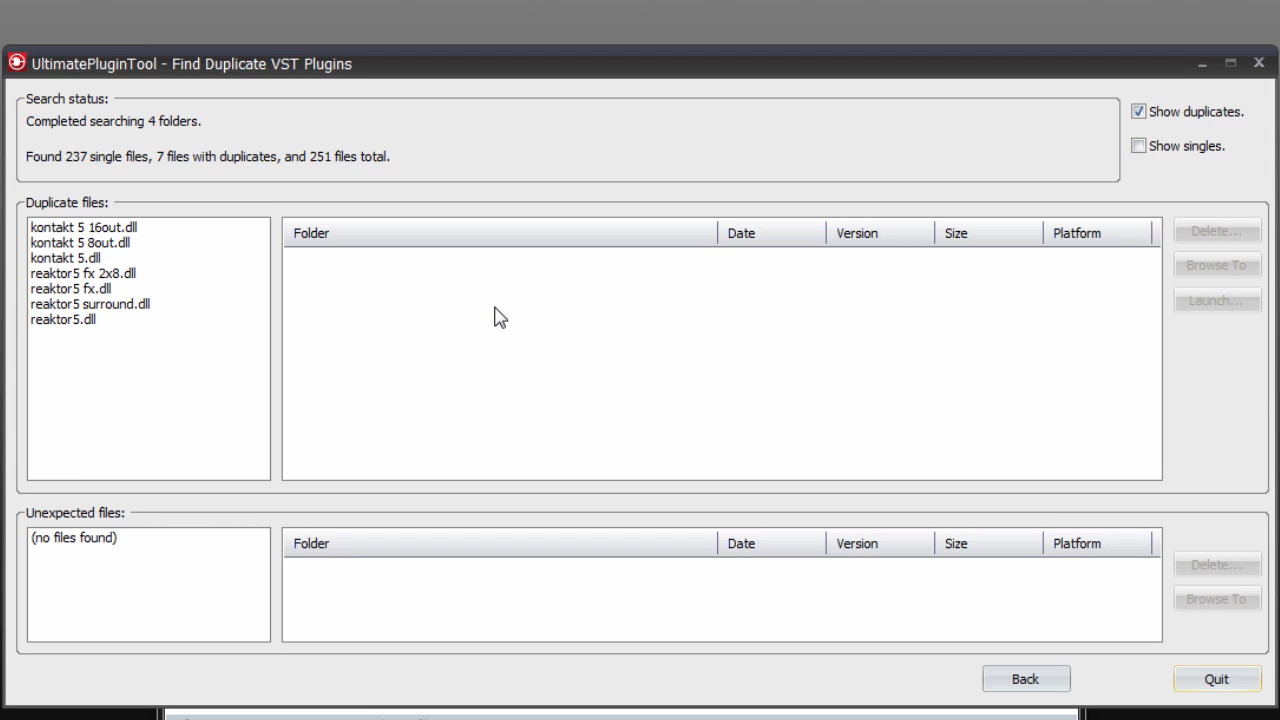 UltimatePluginTool - Find Duplicate VST Plugins
Search status:
Completed searching 4 folders.
Found 237 single files, 7 files with duplicates, and 251 files total.
Show duplicates.
Show singles.
Duplicate files:
kontakt 5 16out.dll
kontakt 5 8out.dll
kontakt 5.dll
reaktor5 fx 2x8.dll
reaktor5 fx.dll
reaktor5 surround.dll
reaktor5.dll
Folder Date Version Size Platform
Delete...
Browse To
Launch...
Unexpected files:
(no files found)
Folder Date Version Size Platform
Delete...
Browse To
Back
Quit